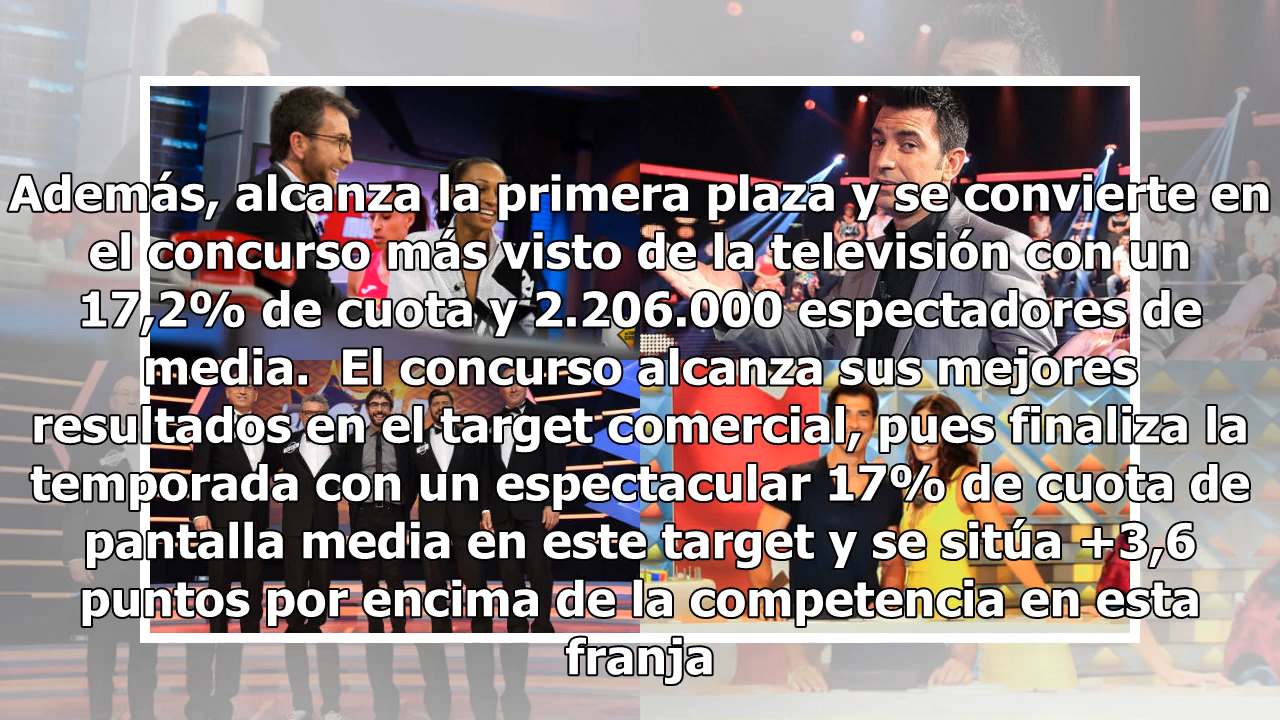 Además, alcanza la primera plaza y se convierte en
el concurso más visto de la televisión con un
17,2% de cuota y 2.206.000 espectadores de
media.  El concurso alcanza sus mejores
resultados en el target comercial, pues finaliza la
temporada con un espectacular 17% de cuota de
pantalla media en este target y se sitúa +3,6
puntos por encima de la competencia en esta
franja